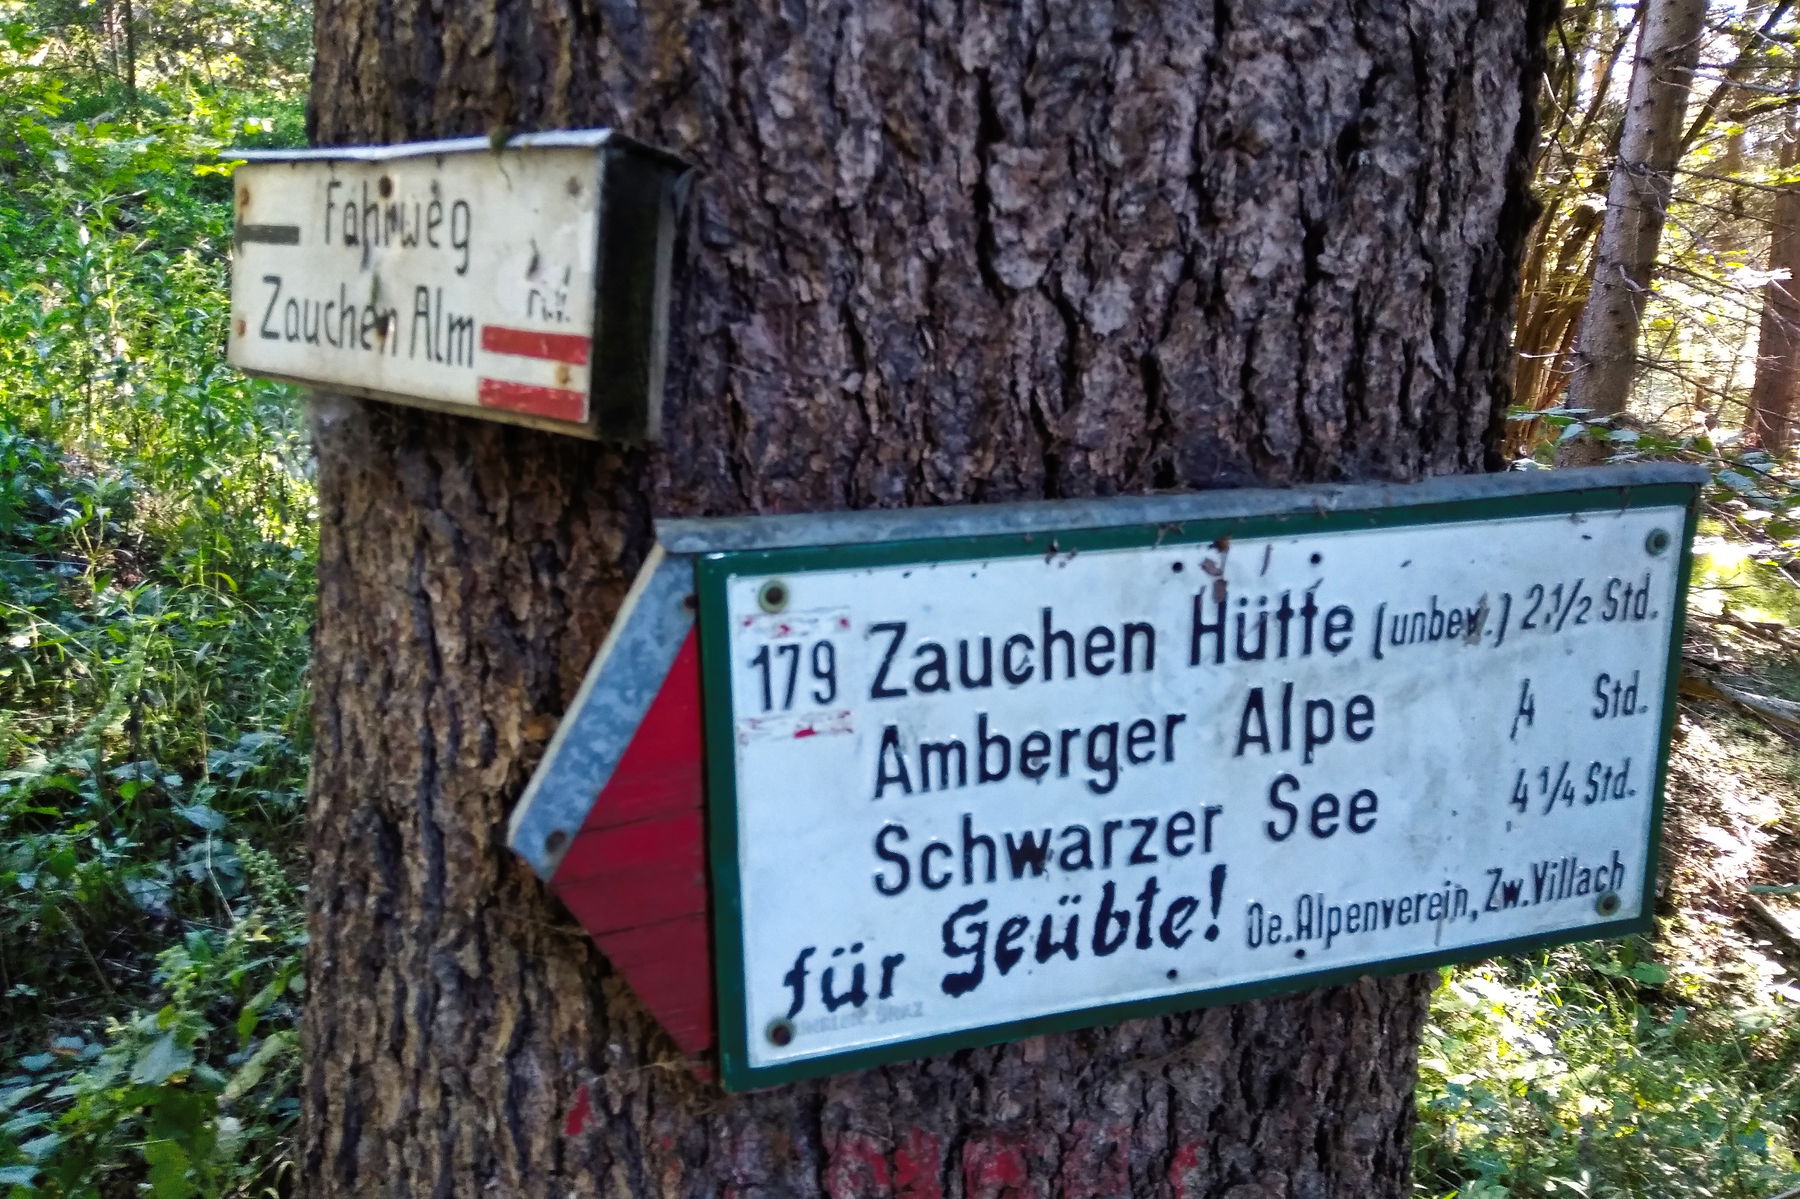 Fahrweg
Zauchen Alm
179 Zauchen Hütte (unbew.) 2.1/2 Std.
Amberger Alpe 4 Std.
Schwarzer See 4 1/4 Std.
für Geübte! Oe.Alpenverein, Zw.Villach